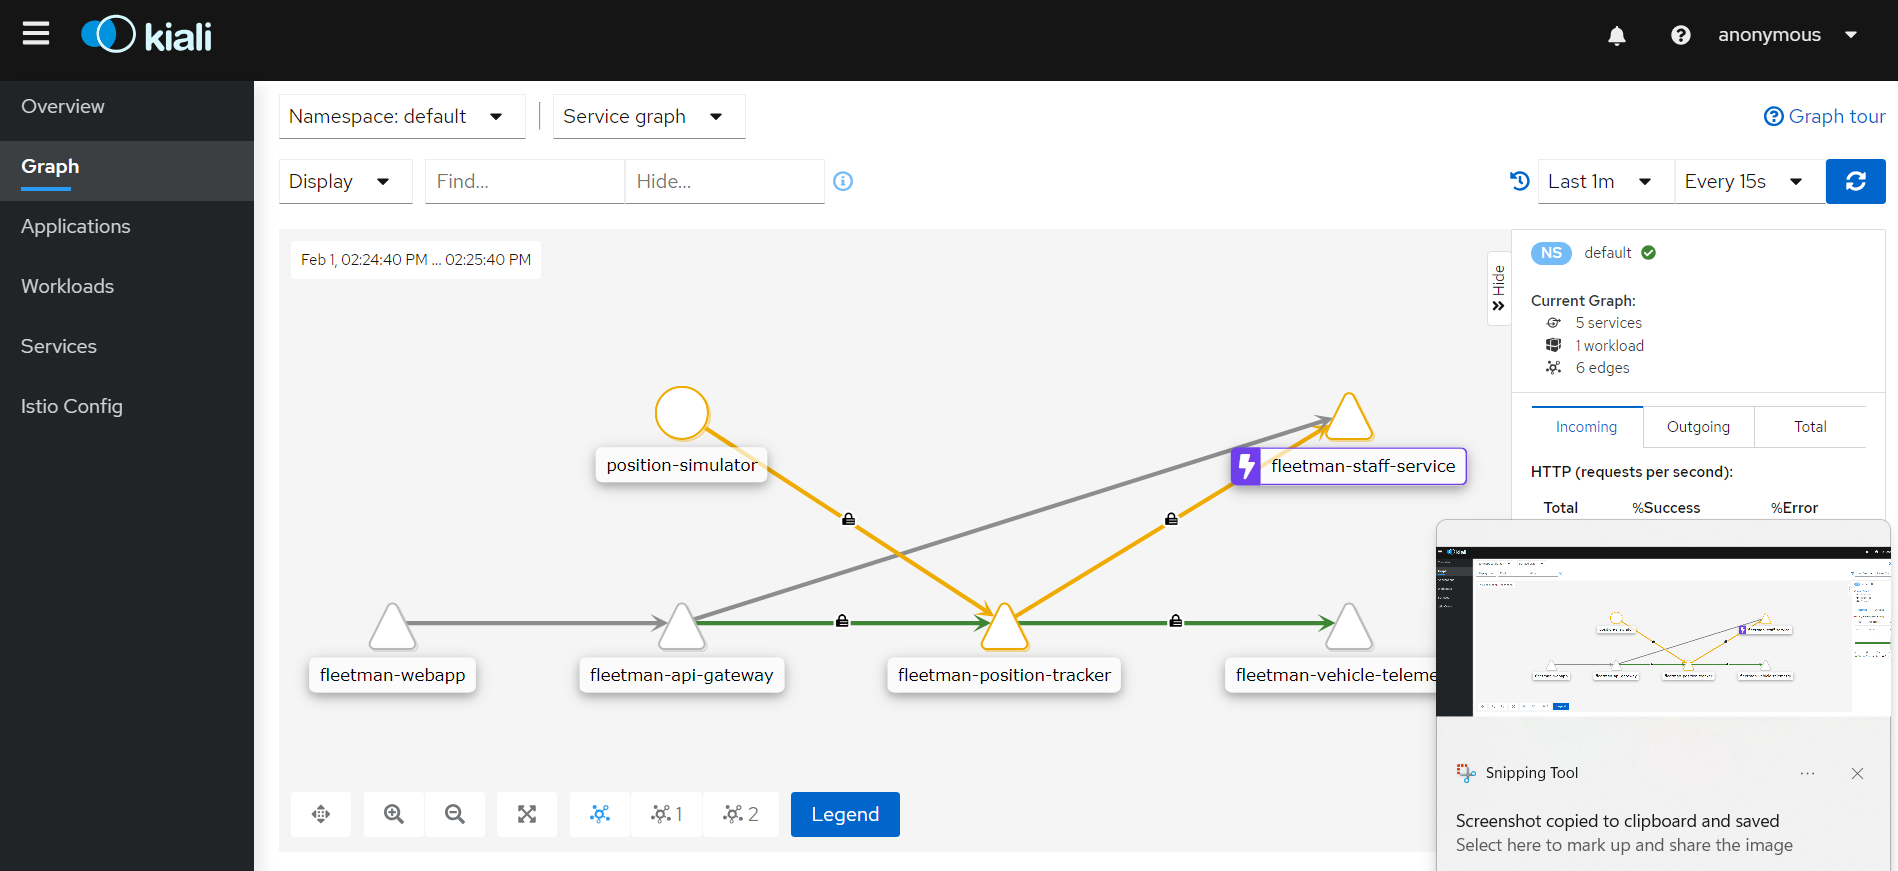 kiali
anonymous
Overview
Graph
Applications
Workloads
Services
Istio Config
Namespace: default
Service graph
Graph tour
Display
Find...
Hide...
Last 1m
Every 15s
Feb 1, 02:24:40 PM ... 02:25:40 PM
Hide
NS default
Current Graph:
5 services
1 workload
6 edges
Incoming Outgoing Total
HTTP (requests per second):
Total %Success %Error
position-simulator
fleetman-staff-service
fleetman-webapp
fleetman-api-gateway
fleetman-position-tracker
fleetman-vehicle-teleme
1
2
Legend
Snipping Tool
Screenshot copied to clipboard and saved
Select here to mark up and share the image